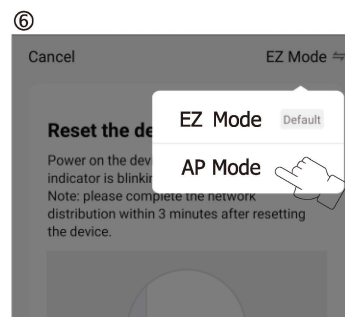 ⑥
Cancel EZ Mode
EZ Mode Default
Reset the de
AP Mode
Power on the devi
indicator is blinkin
Note: please complete the network
distribution within 3 minutes after resetting
the device.